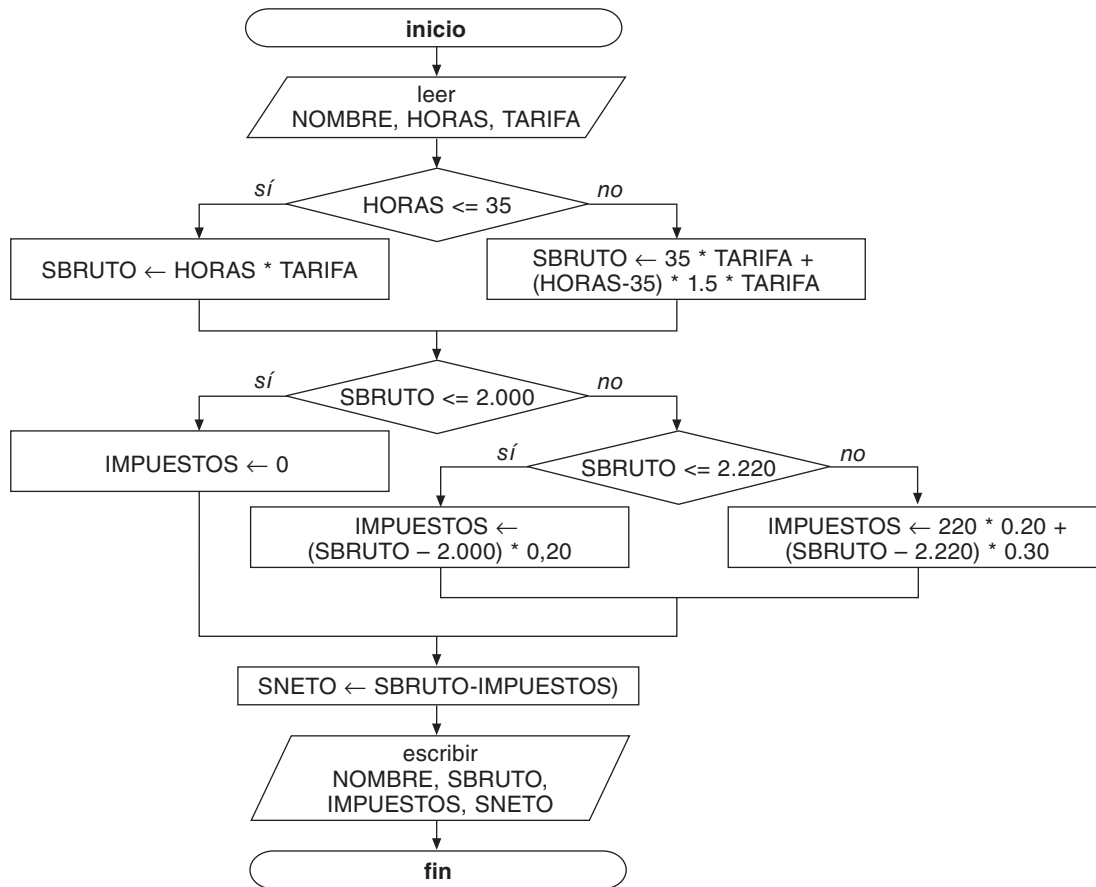 inicio
leer
NOMBRE, HORAS, TARIFA
sí
HORAS <= 35
no
SBRUTO ← HORAS * TARIFA
SBRUTO ← 35 * TARIFA +
(HORAS-35) * 1.5 * TARIFA
sí
SBRUTO <= 2.000
no
IMPUESTOS ← 0
sí
SBRUTO <= 2.220
no
IMPUESTOS ←
(SBRUTO – 2.000) * 0,20
IMPUESTOS ← 220 * 0.20 +
(SBRUTO – 2.220) * 0.30
SNETO ← SBRUTO-IMPUESTOS)
escribir
NOMBRE, SBRUTO,
IMPUESTOS, SNETO
fin